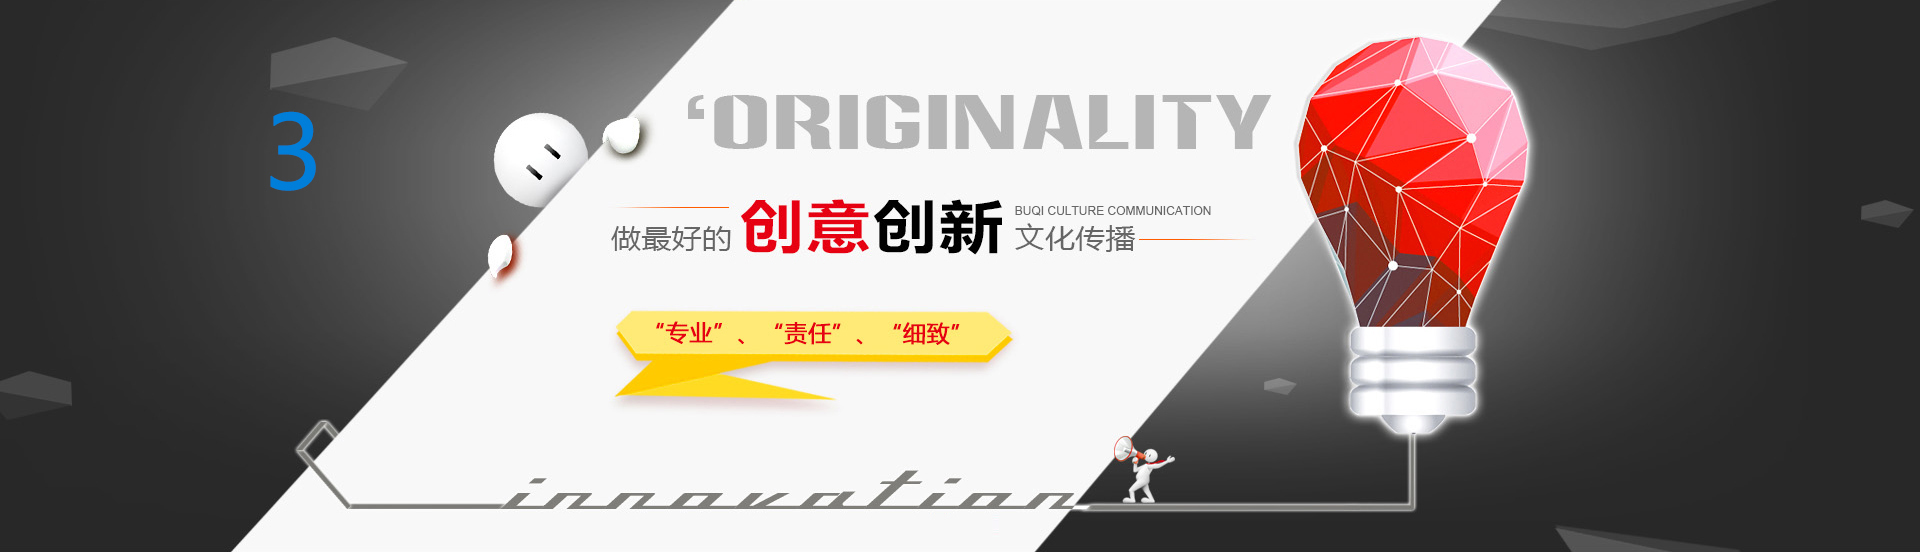 3
‘ORIGINALITY
做最好的 创意创新 BUQI CULTURE COMMUNICATION
文化传播
“专业”、“责任”、“细致”
innovation